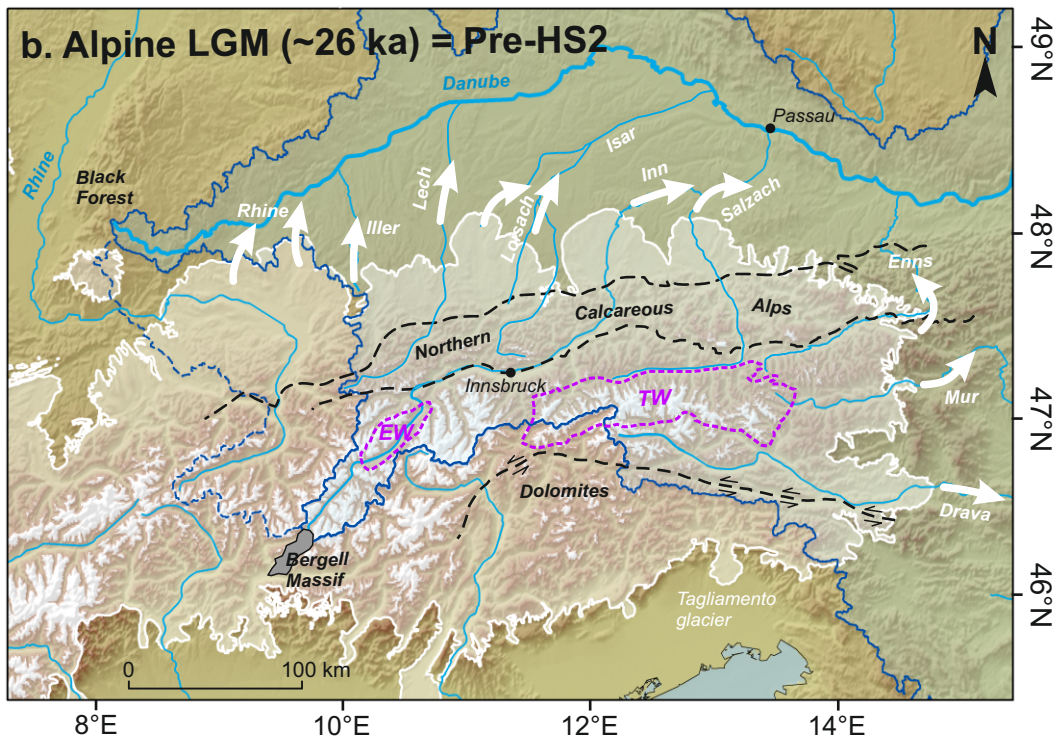 b. Alpine LGM (~26 ka) = Pre-HS2
N
49°N
Danube
Passau
Rhine
Black
Forest
Isar
Lech
Inn
Rhine
Iller
Loisach
Salzach
48°N
Enns
Calcareous
Alps
Northern
Innsbruck
TW
Mur
EW
47°N
Dolomites
Drava
Bergell
Massif
Tagliamento
glacier
46°N
0
100 km
8°E
10°E
12°E
14°E